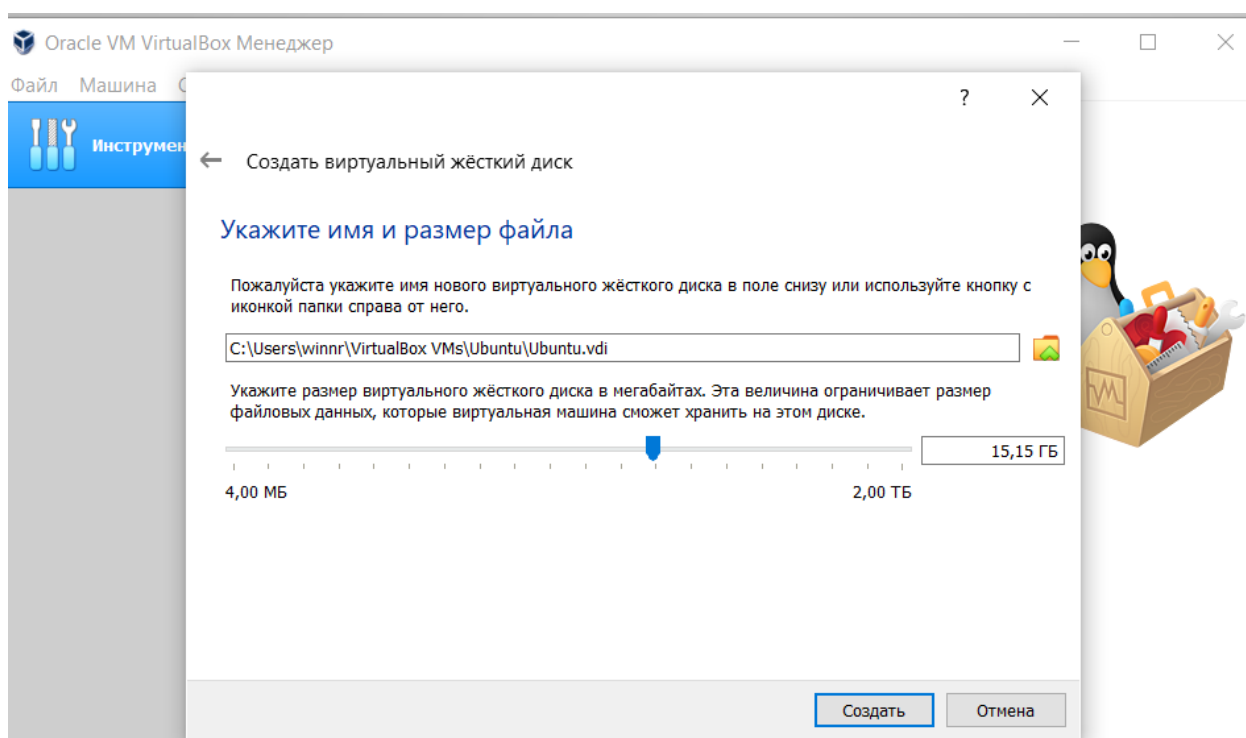 Oracle VM VirtualBox Менеджер
Файл Машина С
?
Инструмен
Создать виртуальный жёсткий диск
Укажите имя и размер файла
Пожалуйста укажите имя нового виртуального жёсткого диска в поле снизу или используйте кнопку с
иконкой папки справа от него.
C:\Users\winnr\VirtualBox VMs\Ubuntu\Ubuntu.vdi
Укажите размер виртуального жёсткого диска в мегабайтах. Эта величина ограничивает размер
файловых данных, которые виртуальная машина сможет хранить на этом диске.
15,15 ГБ
4,00 МБ 2,00 ТБ
Создать Отмена